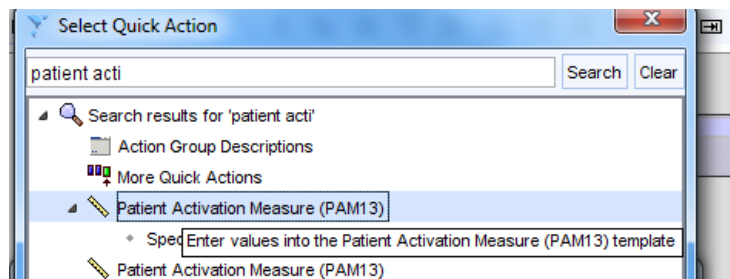 Select Quick Action
patient acti Search Clear
Search results for 'patient acti'
Action Group Descriptions
More Quick Actions
Patient Activation Measure (PAM13)
Enter values into the Patient Activation Measure (PAM13) template
Patient Activation Measure (PAM13)